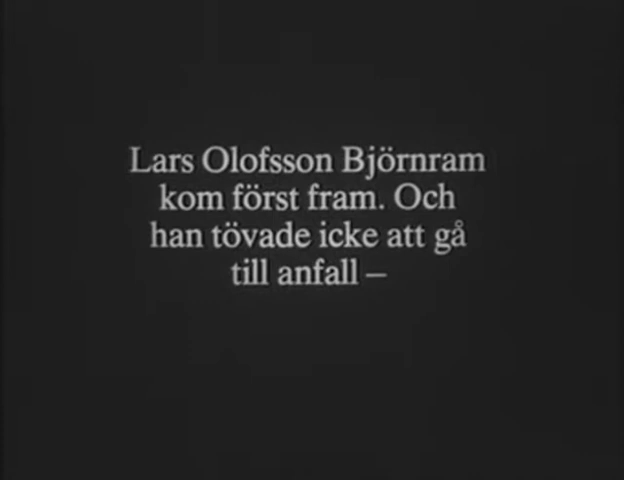 Lars Olofsson Björnram
kom först fram. Och
han tövade icke att gå
till anfall –